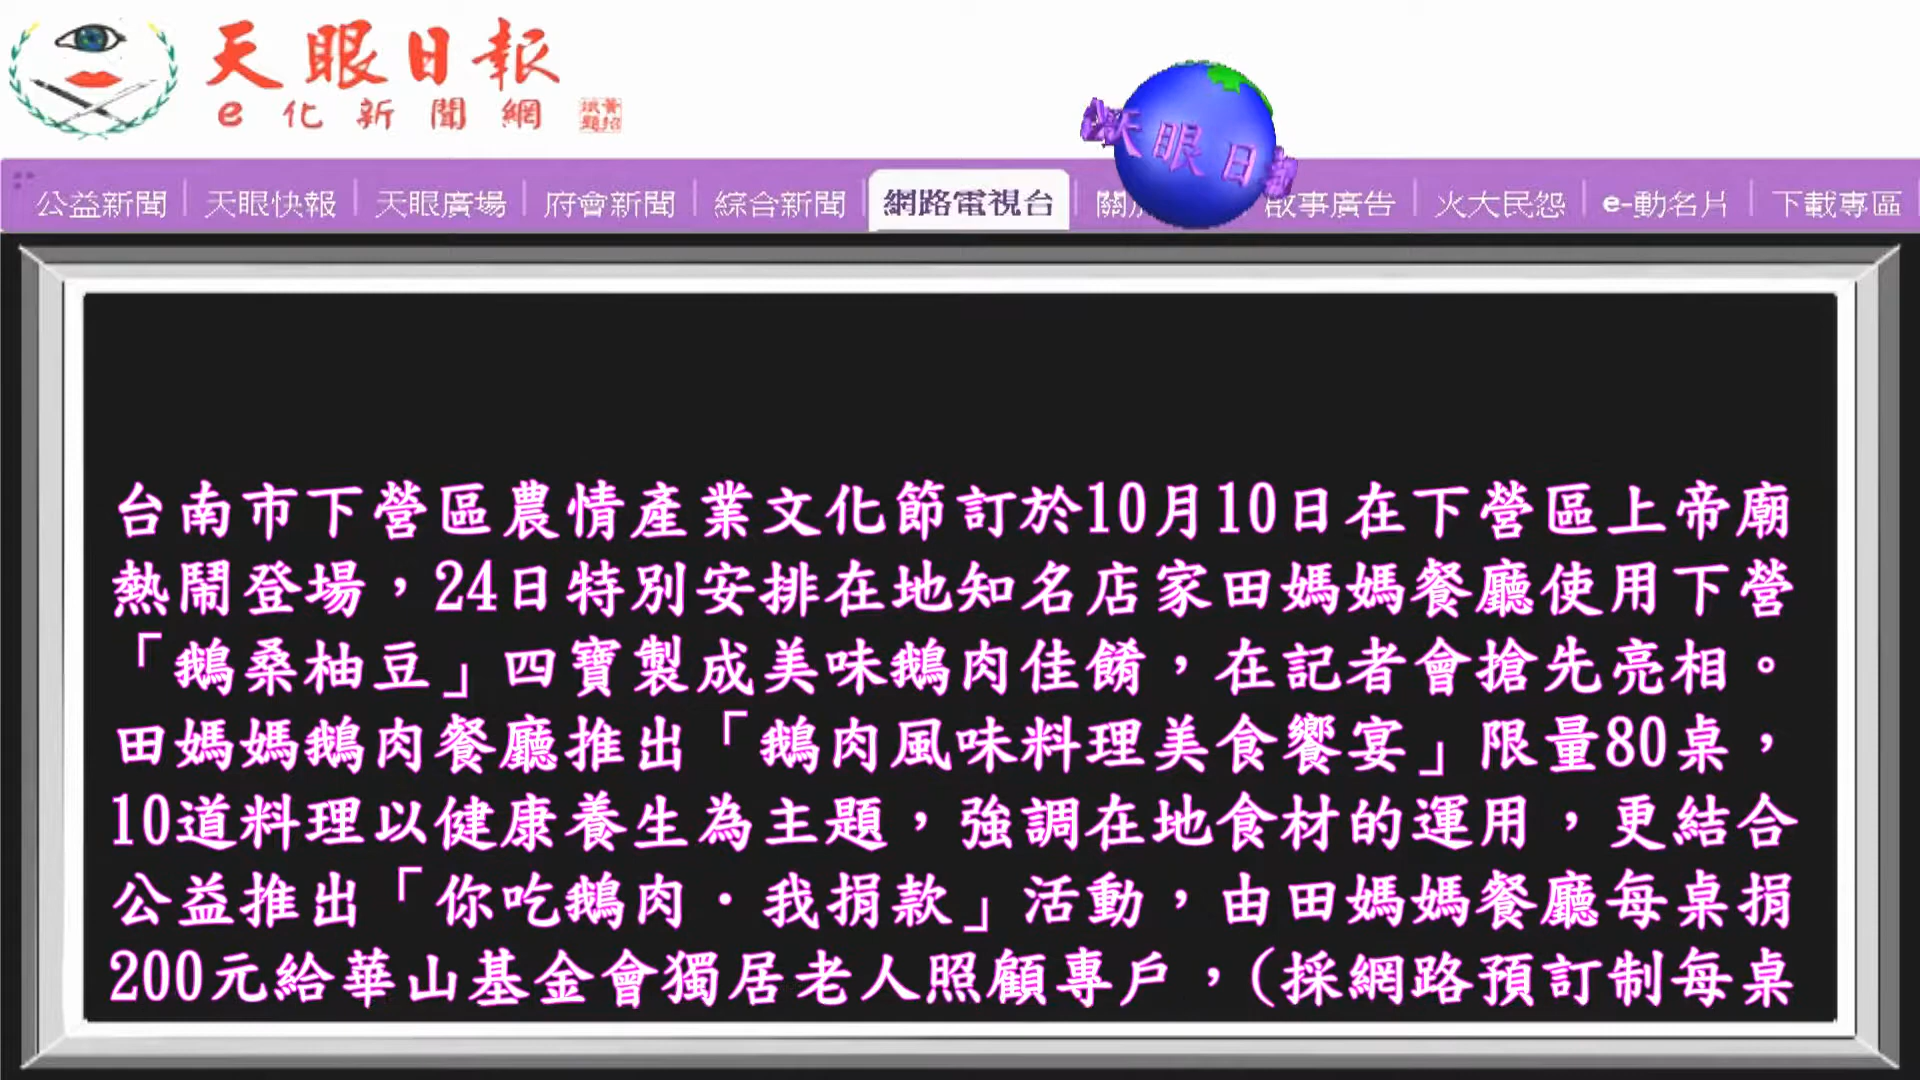 天眼日報
e化新聞網
公益新聞 天眼快報 天眼廣場 府會新聞 綜合新聞 網路電視台 啟事廣告 火大民怨 e-動名片 下載專區
天眼日報
台南市下營區農情產業文化節訂於10月10日在下營區上帝廟
熱鬧登場，24日特別安排在地知名店家田媽媽餐廳使用下營
「鵝桑柚豆」四寶製成美味鵝肉佳餚，在記者會搶先亮相。
田媽媽鵝肉餐廳推出「鵝肉風味料理美食饗宴」限量80桌，
10道料理以健康養生為主題，強調在地食材的運用，更結合
公益推出「你吃鵝肉・我捐款」活動，由田媽媽餐廳每桌捐
200元給華山基金會獨居老人照顧專戶，(採網路預訂制每桌